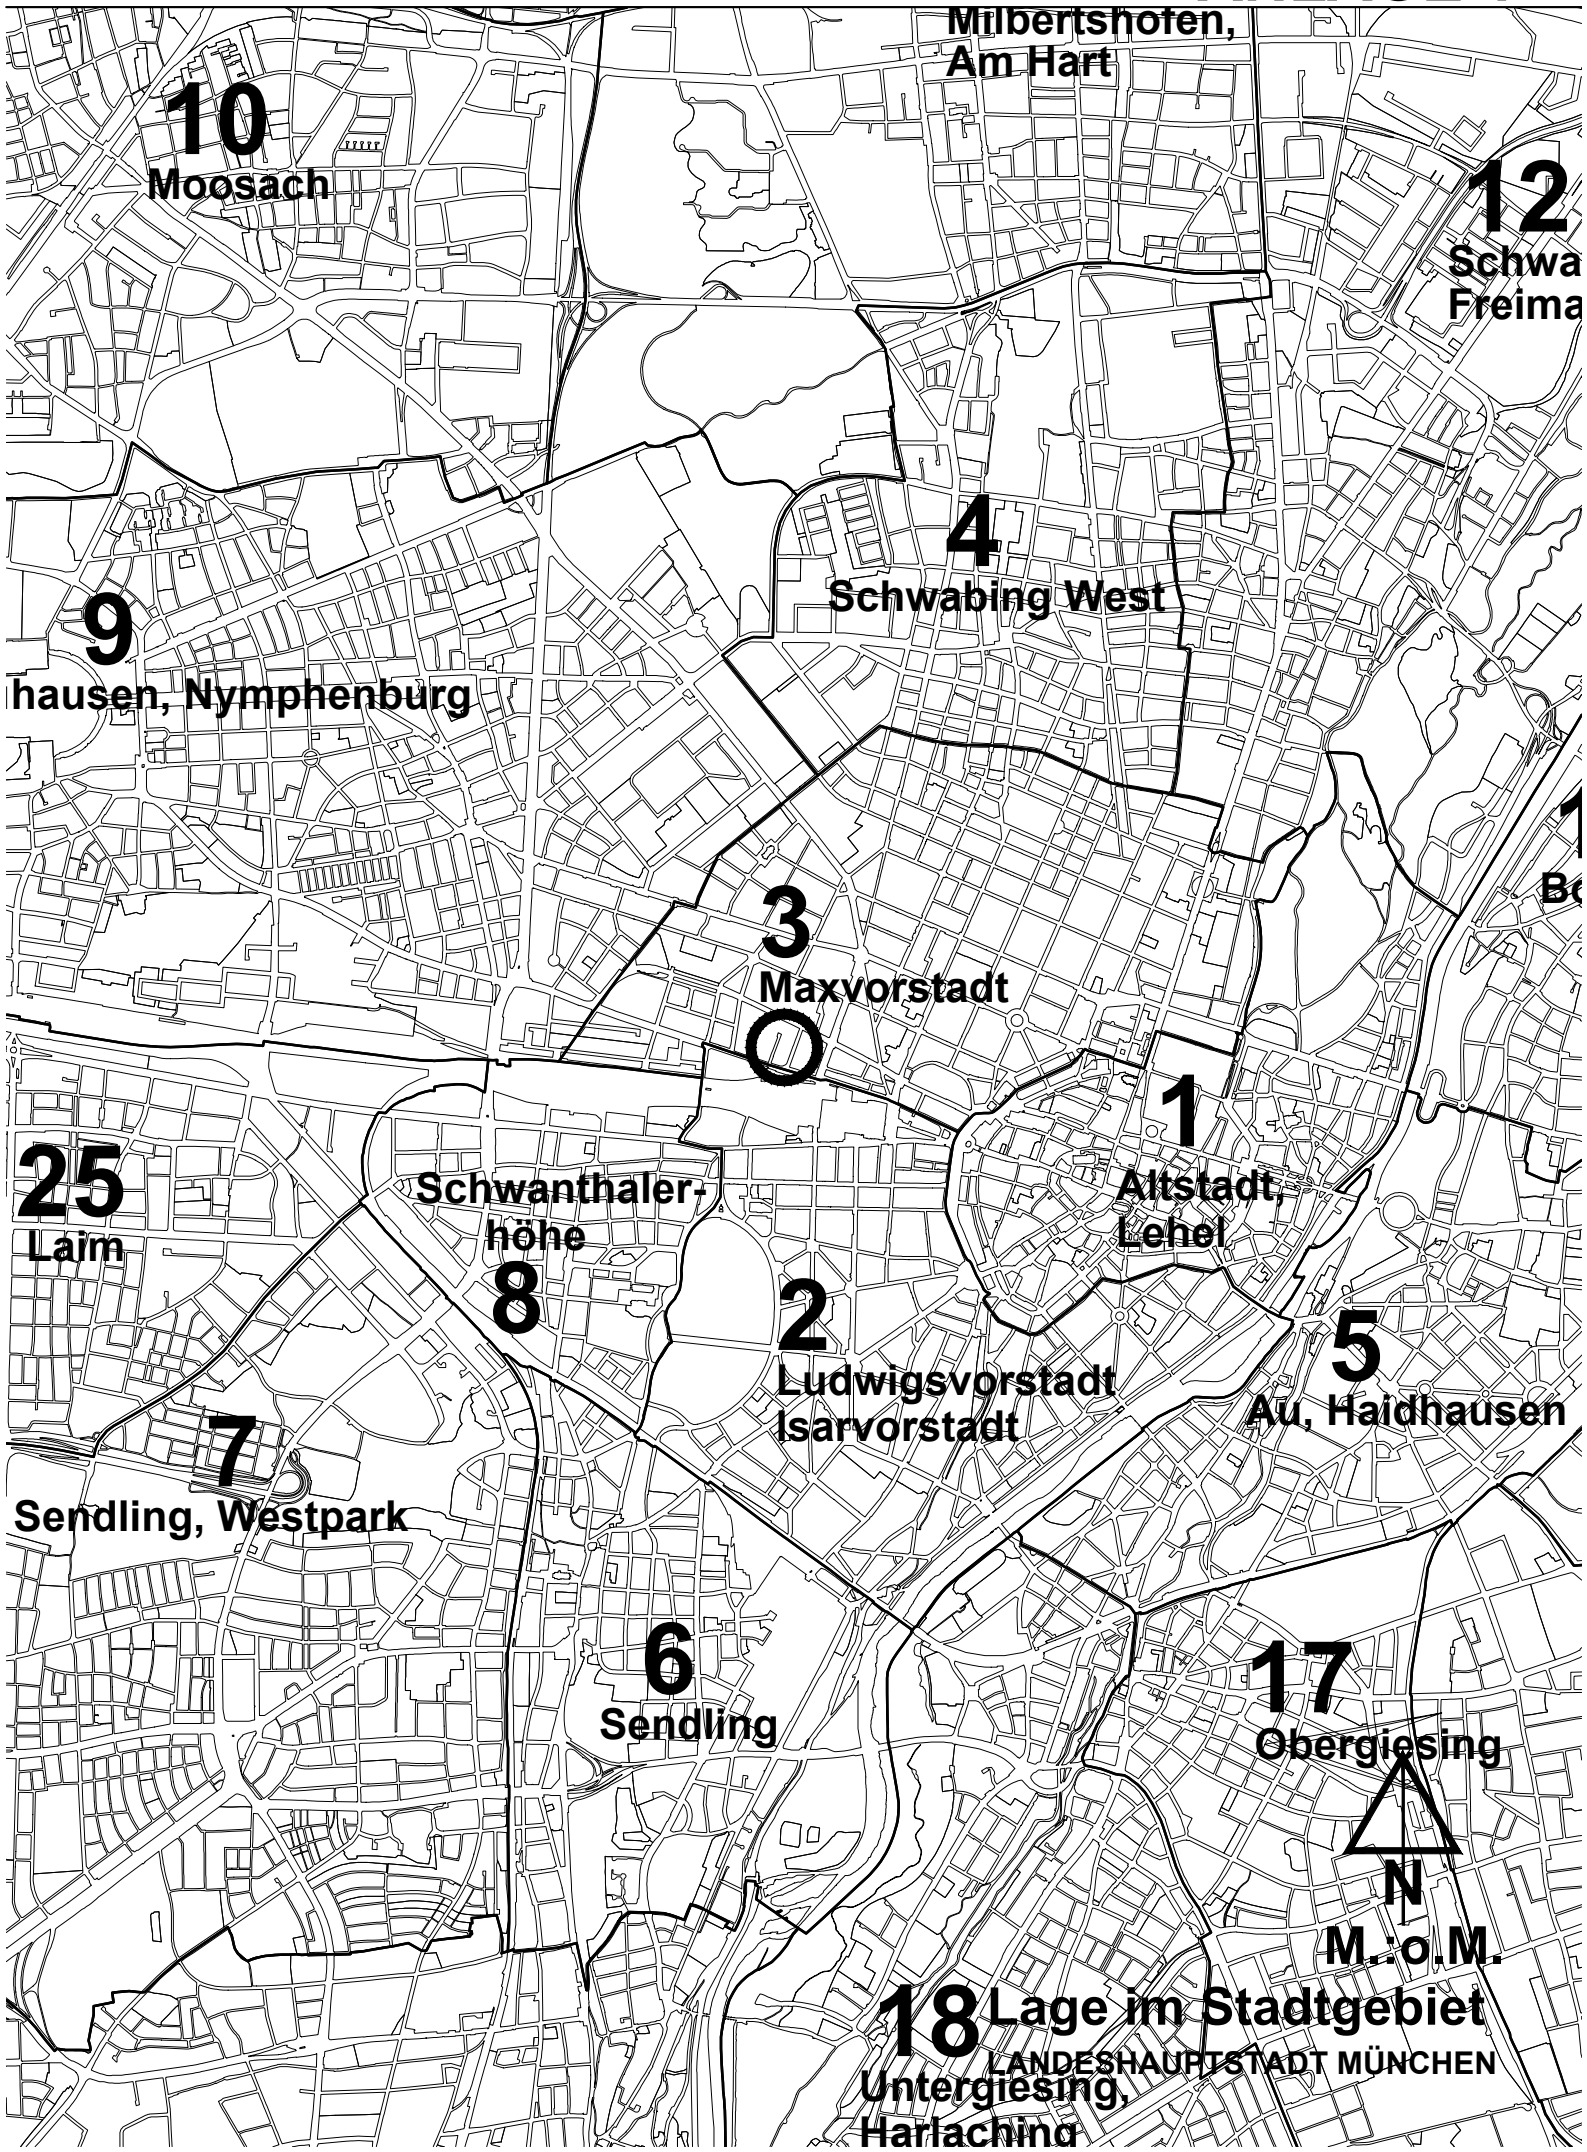 Milbertshofen,
Am Hart
10
Moosach
12
Schwa
Freima
4
Schwabing West
9
hausen, Nymphenburg
3
Maxvorstadt
1
Bo
1
Altstadt,
Lehel
25
Laim
Schwanthaler-
höhe
8
2
Ludwigsvorstadt
Isarvorstadt
5
Au, Haidhausen
7
Sendling, Westpark
6
Sendling
17
Obergiesing
N
M.:o.M.
18
Lage im Stadtgebiet
LANDESHAUPTSTADT MÜNCHEN
Untergiesing,
Harlaching